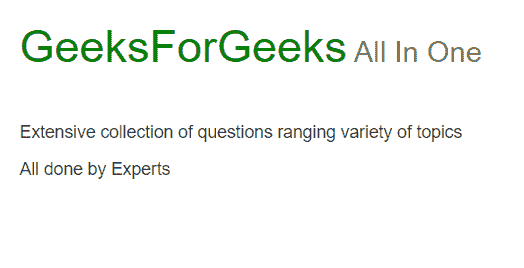 GeeksForGeeks All In One
Extensive collection of questions ranging variety of topics
All done by Experts